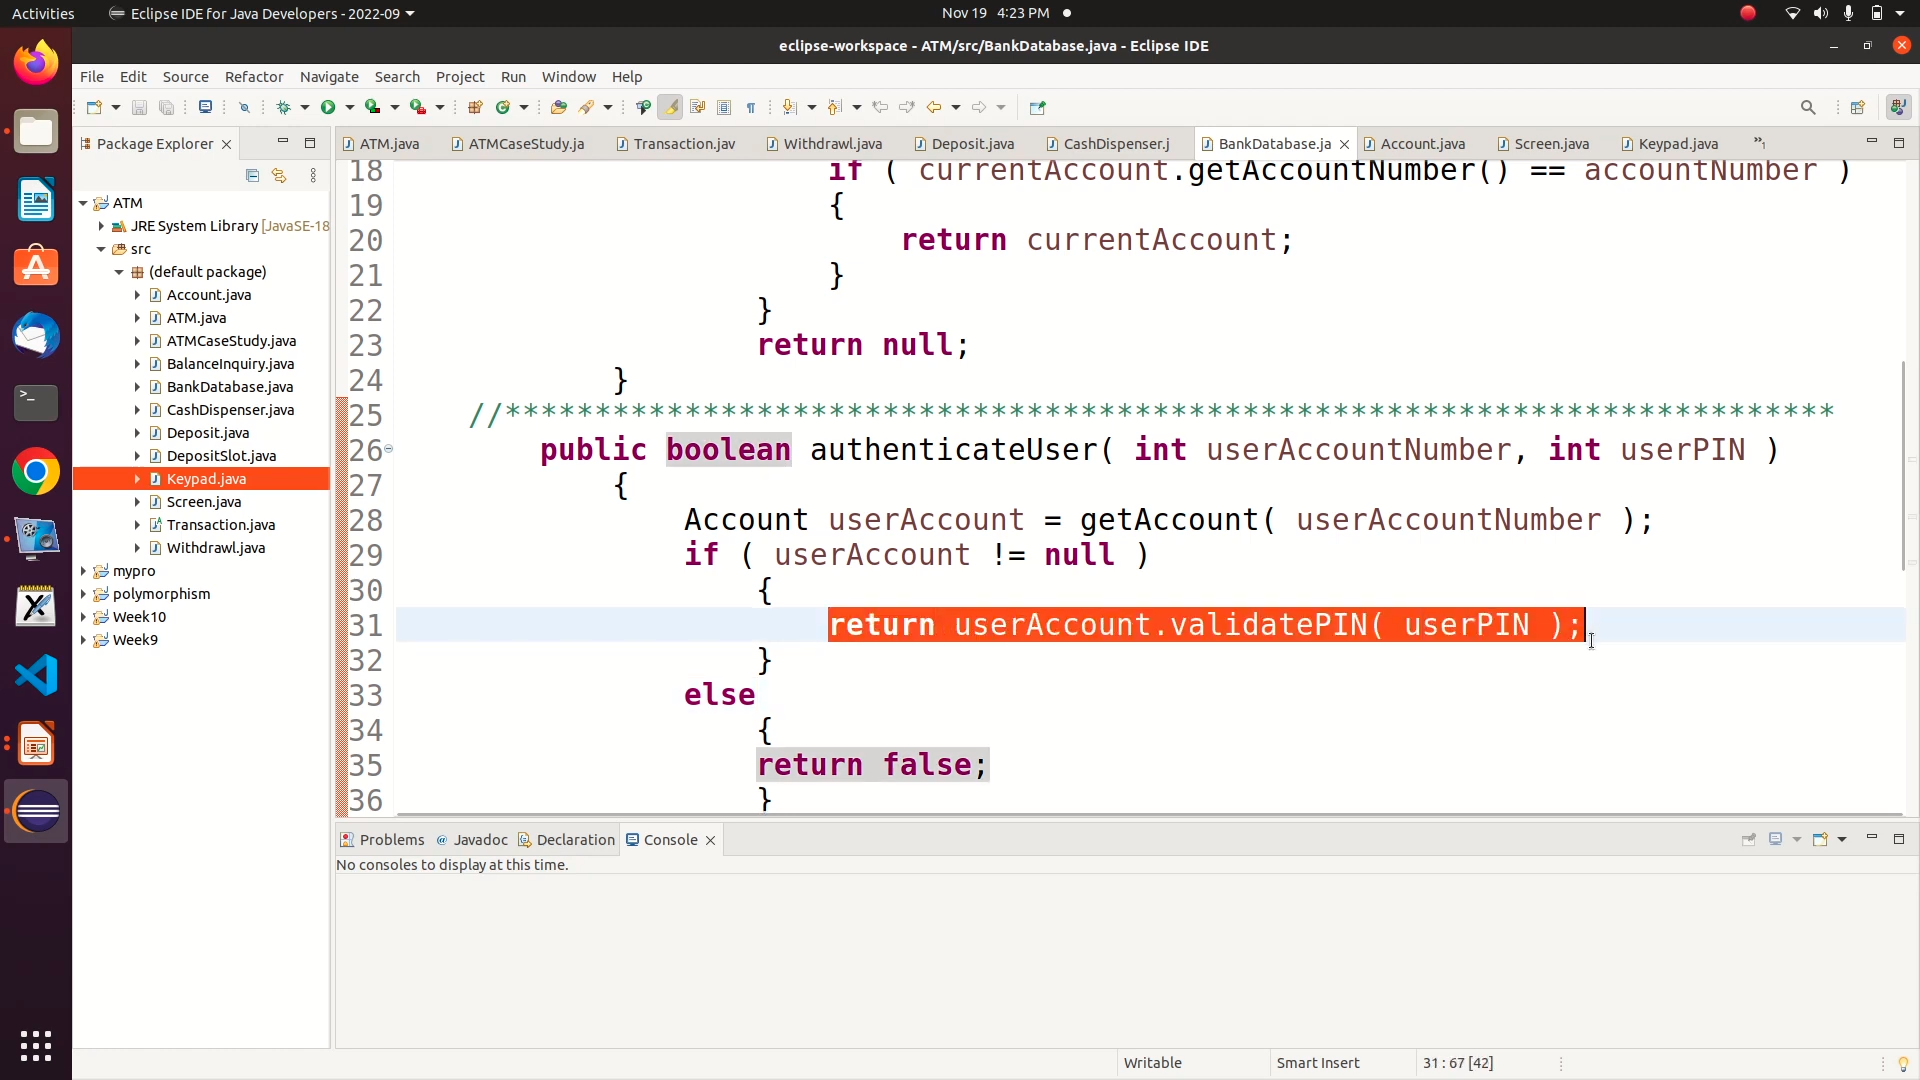 Activities
Eclipse IDE for Java Developers - 2022-09
Nov 19 4:23 PM
eclipse-workspace - ATM/src/BankDatabase.java - Eclipse IDE
File Edit Source Refactor Navigate Search Project Run Window Help
Package Explorer
ATM
JRE System Library [JavaSE-18
src
(default package)
Account.java
ATM.java
ATMCaseStudy.java
BalanceInquiry.java
BankDatabase.java
CashDispenser.java
Deposit.java
DepositSlot.java
Keypad.java
Screen.java
Transaction.java
Withdrawl.java
mypro
polymorphism
Week10
Week9
ATM.java ATMCaseStudy.ja Transaction.jav Withdrawl.java Deposit.java CashDispenser.j BankDatabase.ja Account.java Screen.java Keypad.java »1
18 if ( currentAccount.getAccountNumber() == accountNumber )
19 {
20 return currentAccount;
21 }
22 }
23 return null;
24 }
25 //**************************************************************************
26 public boolean authenticateUser( int userAccountNumber, int userPIN )
27 {
28 Account userAccount = getAccount( userAccountNumber );
29 if ( userAccount != null )
30 {
31 return userAccount.validatePIN( userPIN );
32 }
33 else
34 {
35 return false;
36 }
Problems Javadoc Declaration Console
No consoles to display at this time.
Writable Smart Insert 31 : 67 [42]